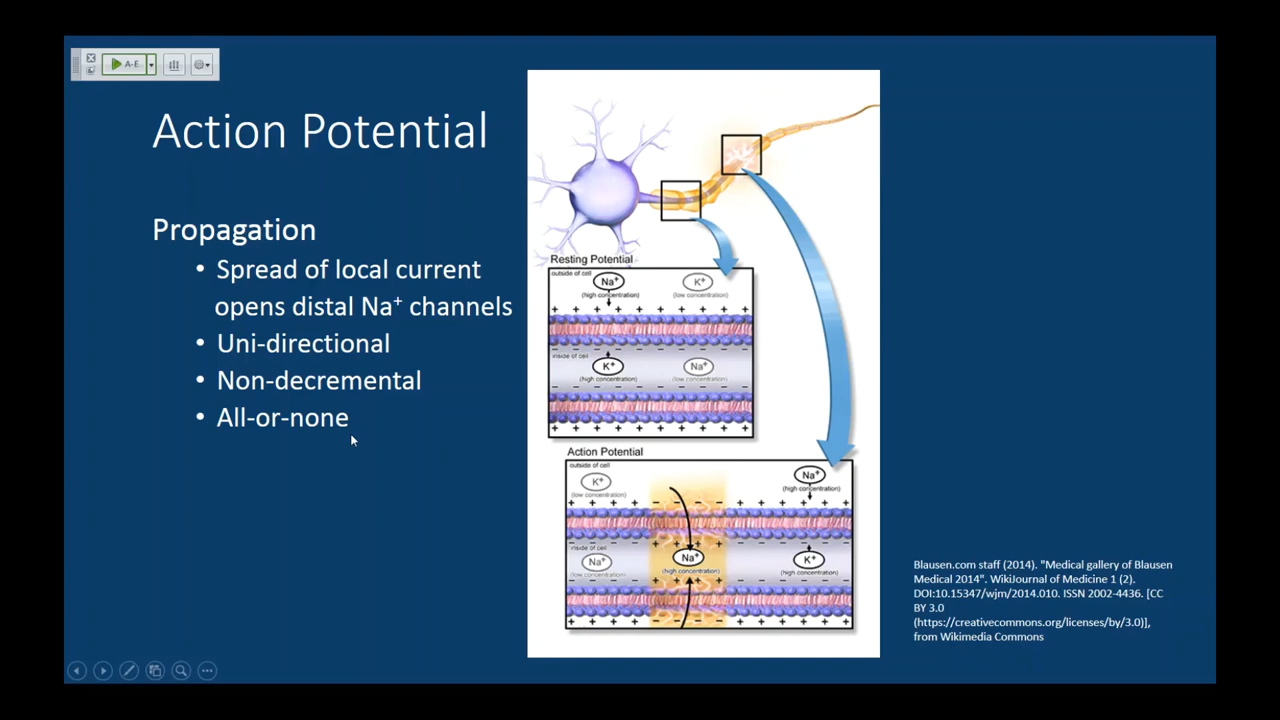 A-E
Action Potential
Propagation
• Spread of local current
opens distal Na⁺ channels
• Uni-directional
• Non-decremental
• All-or-none
Resting Potential
outside of cell
Na⁺
(high concentration)
K⁺
(low concentration)
+ + + + + + + + + +
− − − − − − − − − −
inside of cell
K⁺
(high concentration)
Na⁺
(low concentration)
− − − − − − − − − −
+ + + + + + + + + +
Action Potential
outside of cell
K⁺
(low concentration)
Na⁺
(high concentration)
+ + + + − − − − + + + + + +
− − − − + + + + − − − − − −
inside of cell
Na⁺
(low concentration)
Na⁺
(high concentration)
K⁺
(high concentration)
− − − − + + + + − − − − − −
+ + + + − − − − + + + + + +
Blausen.com staff (2014). "Medical gallery of Blausen
Medical 2014". WikiJournal of Medicine 1 (2).
DOI:10.15347/wjm/2014.010. ISSN 2002-4436. [CC
BY 3.0
(https://creativecommons.org/licenses/by/3.0)],
from Wikimedia Commons